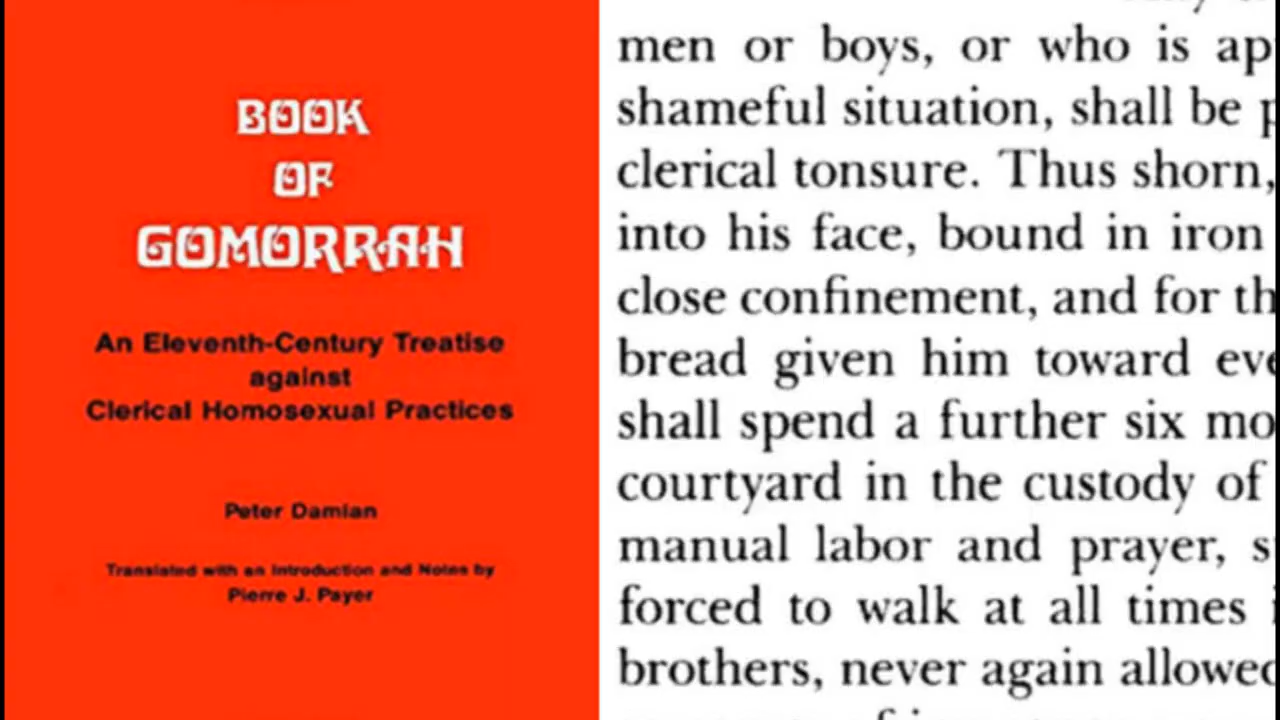 BOOK
OF
GOMORRAH
An Eleventh-Century Treatise
against
Clerical Homosexual Practices
Peter Damian
Translated with an Introduction and Notes by
Pierre J. Payer
men or boys, or who is ap
shameful situation, shall be p
clerical tonsure. Thus shorn,
into his face, bound in iron
close confinement, and for th
bread given him toward eve
shall spend a further six mo
courtyard in the custody of
manual labor and prayer, s
forced to walk at all times i
brothers, never again allowed